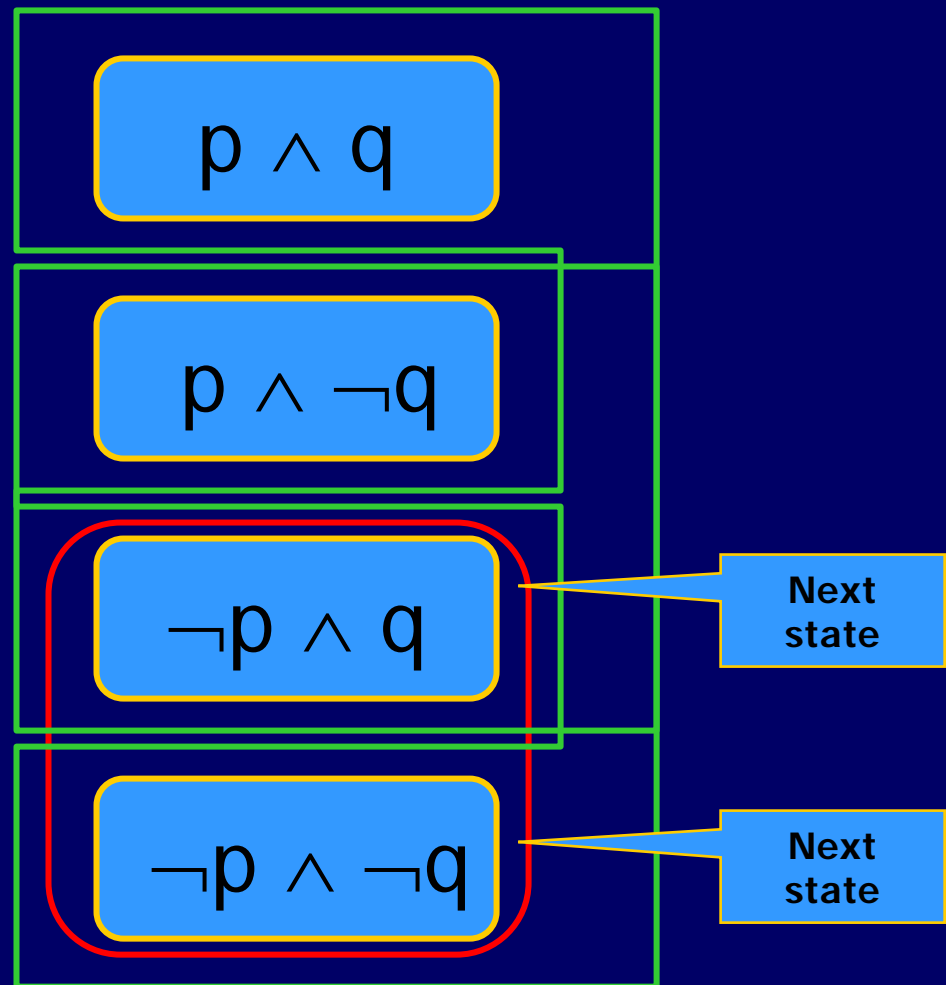 p ∧ q
p ∧ ¬q
¬p ∧ q
Next
state
¬p ∧ ¬q
Next
state